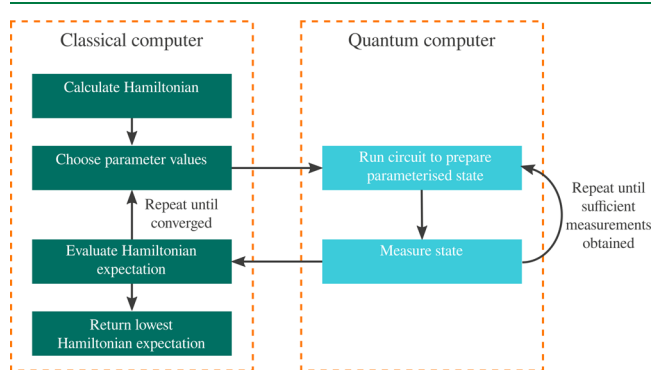 Classical computer
Quantum computer
Calculate Hamiltonian
Choose parameter values
Run circuit to prepare
parameterised state
Repeat until
converged
Repeat until
sufficient
measurements
obtained
Evaluate Hamiltonian
expectation
Measure state
Return lowest
Hamiltonian expectation